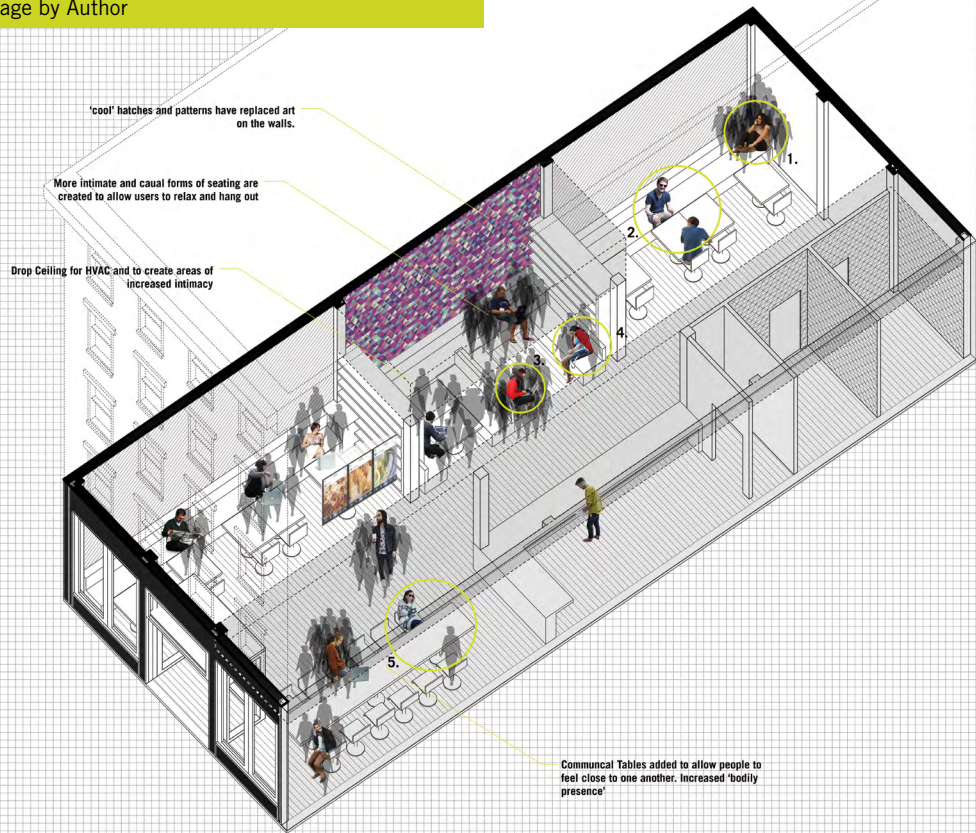 age by Author
'cool' hatches and patterns have replaced art
on the walls.
More intimate and caual forms of seating are
created to allow users to relax and hang out
Drop Ceiling for HVAC and to create areas of
increased intimacy
1.
2.
3.
4.
5.
Communcal Tables added to allow people to
feel close to one another. Increased 'bodily
presence'